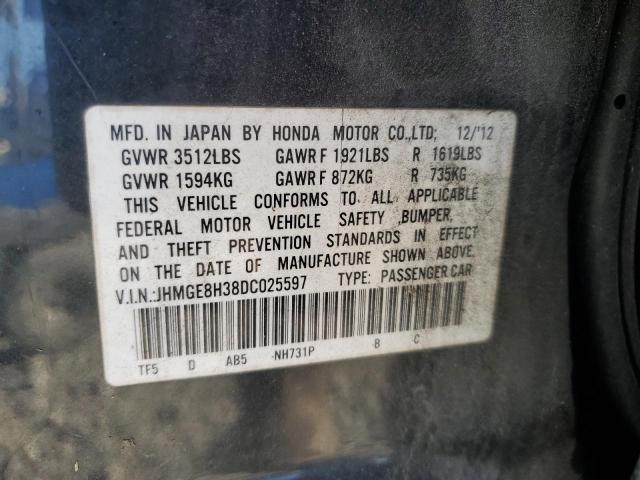 MFD. IN JAPAN BY HONDA MOTOR CO.,LTD; 12/'12
GVWR 3512LBS GAWR F 1921LBS R 1619LBS
GVWR 1594KG GAWR F 872KG R 735KG
THIS VEHICLE CONFORMS TO ALL APPLICABLE
FEDERAL MOTOR VEHICLE SAFETY ,BUMPER,
AND THEFT PREVENTION STANDARDS IN EFFECT
ON THE DATE OF MANUFACTURE SHOWN ABOVE.
V.I.N.:JHMGE8H38DC025597 TYPE: PASSENGER CAR
TF5 D AB5 NH731P B C